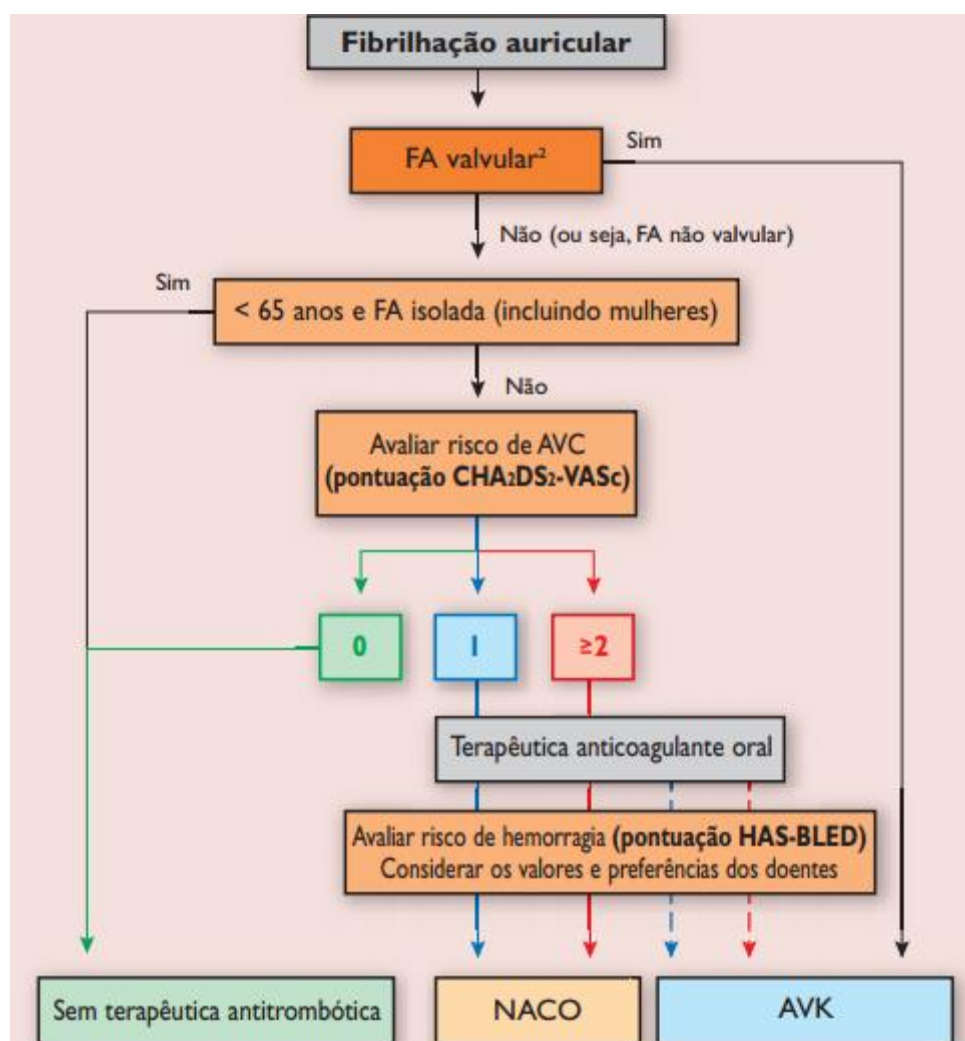 Fibrilhação auricular
FA valvular²
Sim
Não (ou seja, FA não valvular)
Sim
< 65 anos e FA isolada (incluindo mulheres)
Não
Avaliar risco de AVC
(pontuação CHA₂DS₂-VASc)
0
1
≥2
Terapêutica anticoagulante oral
Avaliar risco de hemorragia (pontuação HAS-BLED)
Considerar os valores e preferências dos doentes
Sem terapêutica antitrombótica
NACO
AVK